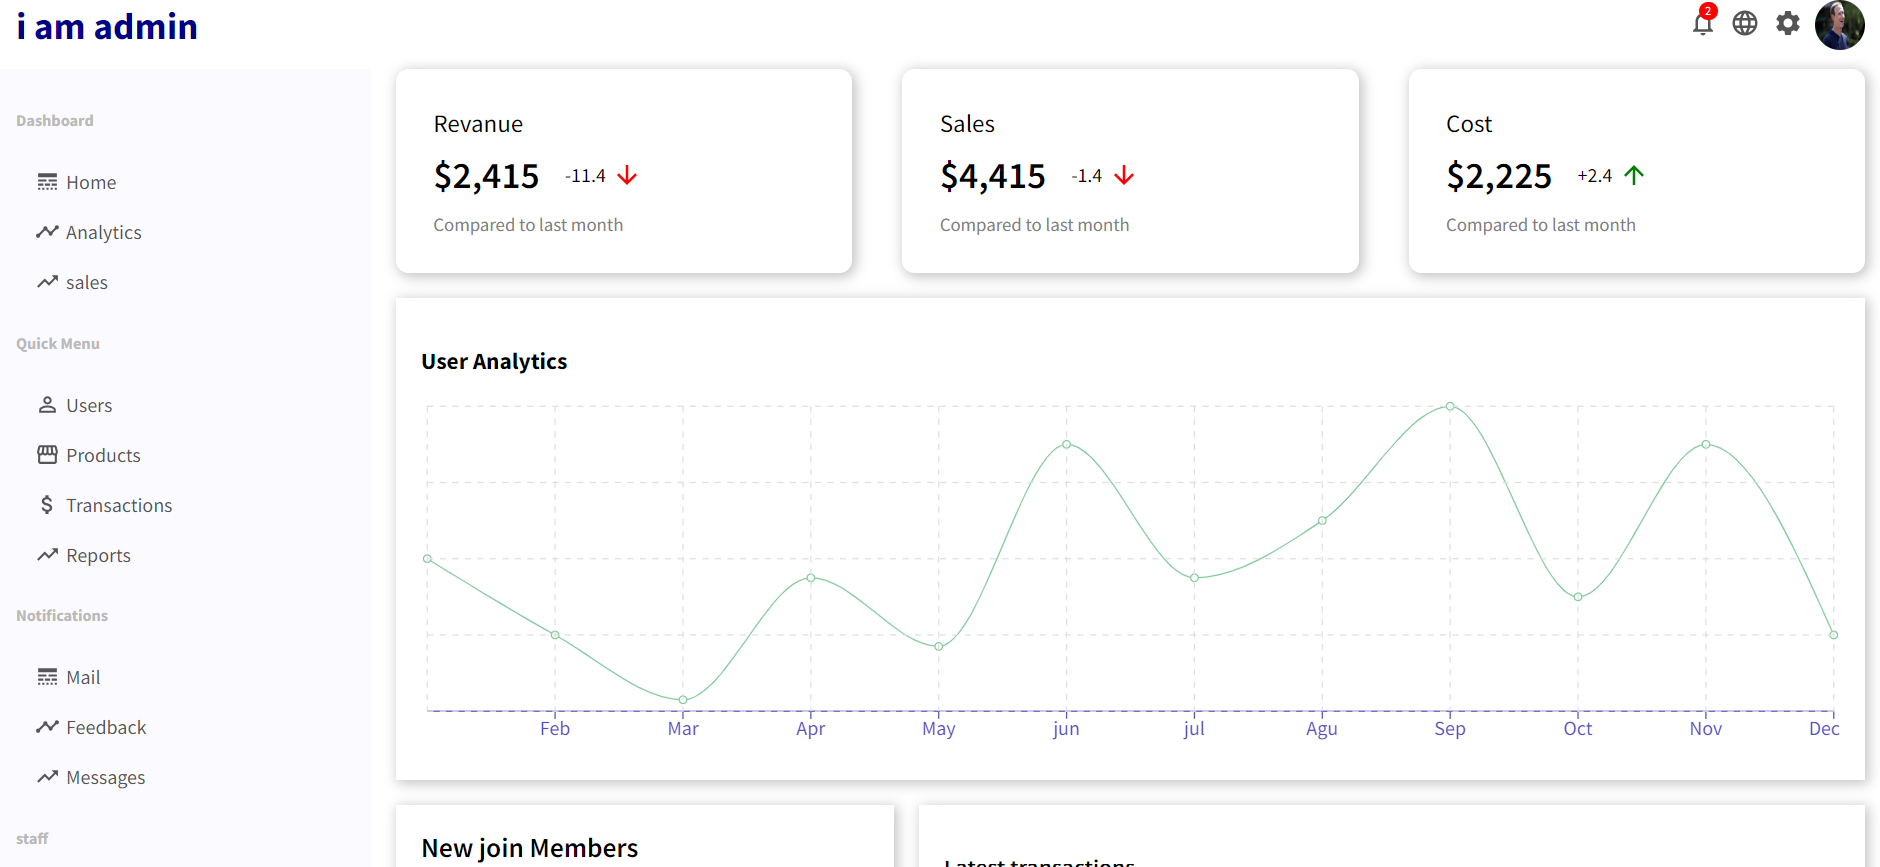 i am admin
2
Dashboard
Home
Analytics
sales
Quick Menu
Users
Products
Transactions
Reports
Notifications
Mail
Feedback
Messages
staff
Revanue
$2,415 -11.4
Compared to last month
Sales
$4,415 -1.4
Compared to last month
Cost
$2,225 +2.4
Compared to last month
User Analytics
Feb Mar Apr May jun jul Agu Sep Oct Nov Dec
New join Members
Latest transactions